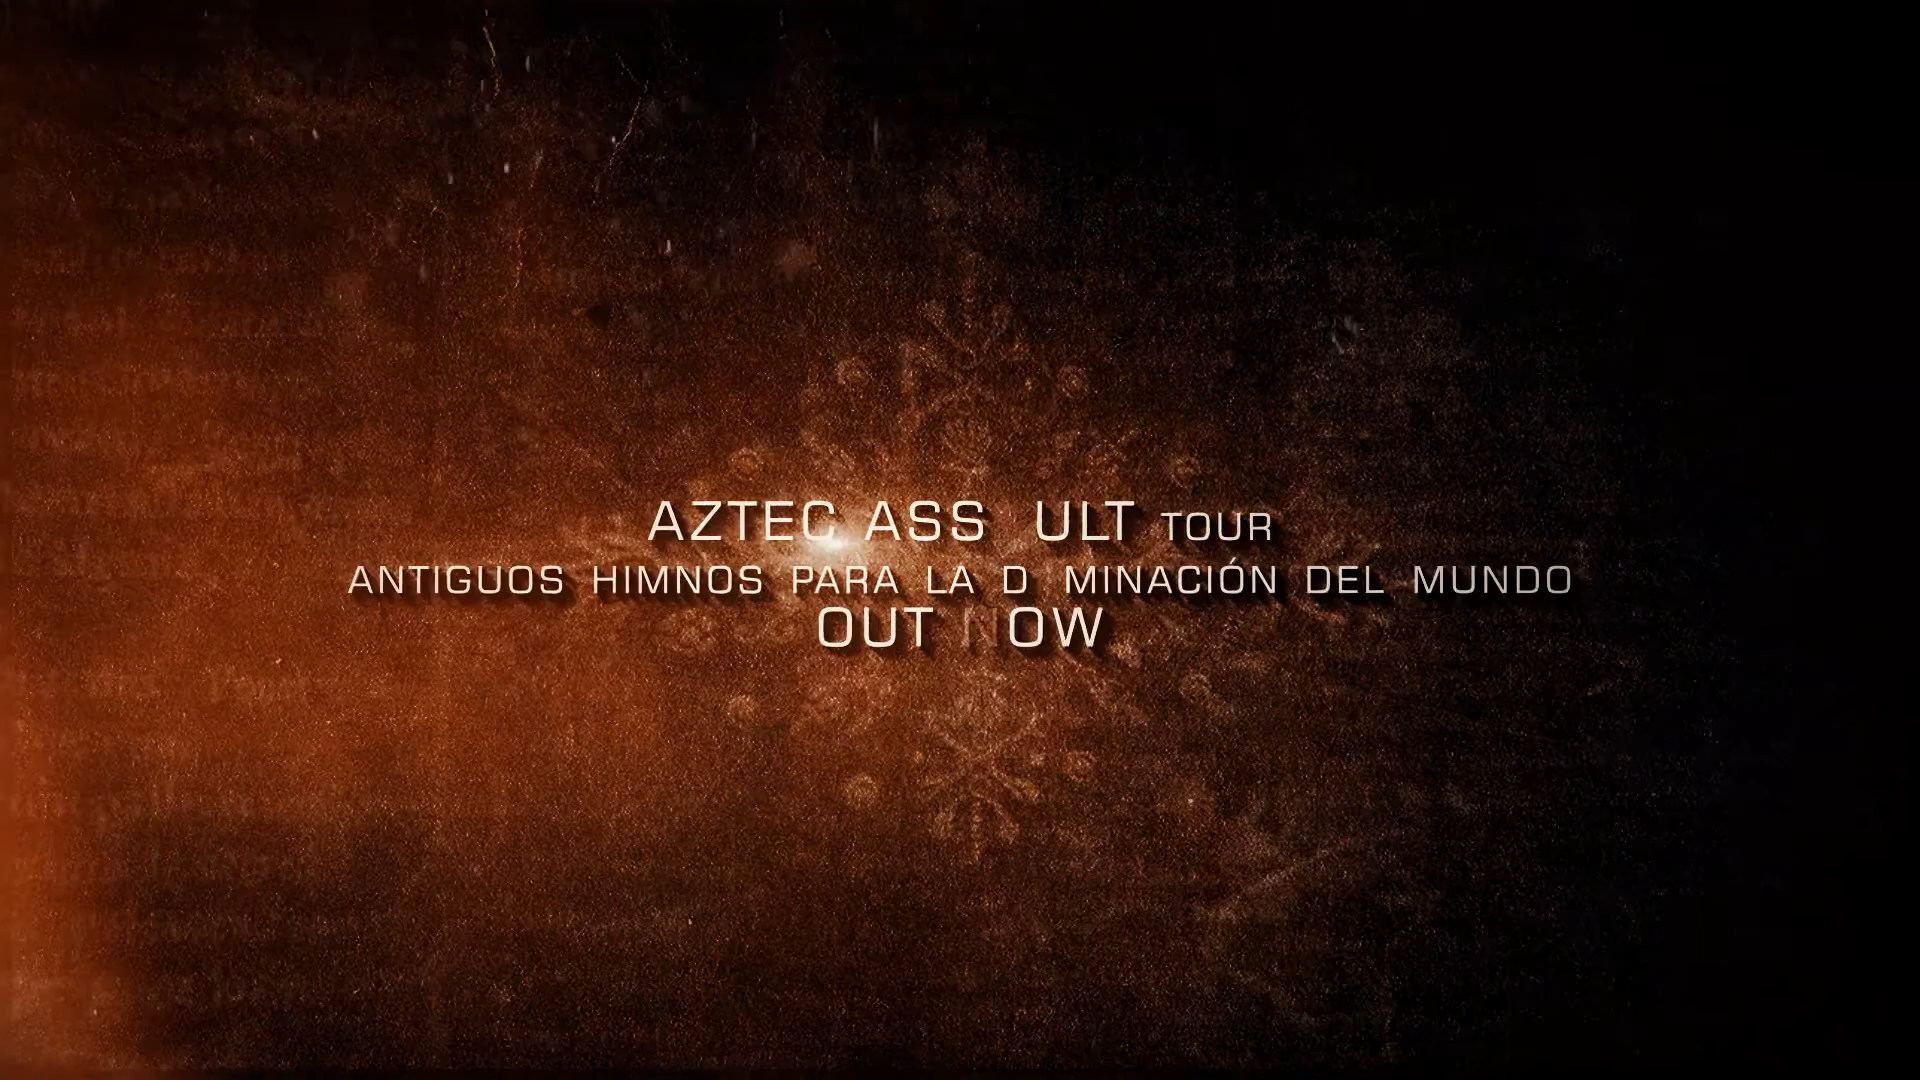 AZTEC ASS ULT TOUR
ANTIGUOS HIMNOS PARA LA D MINACIÓN DEL MUNDO
OUT NOW